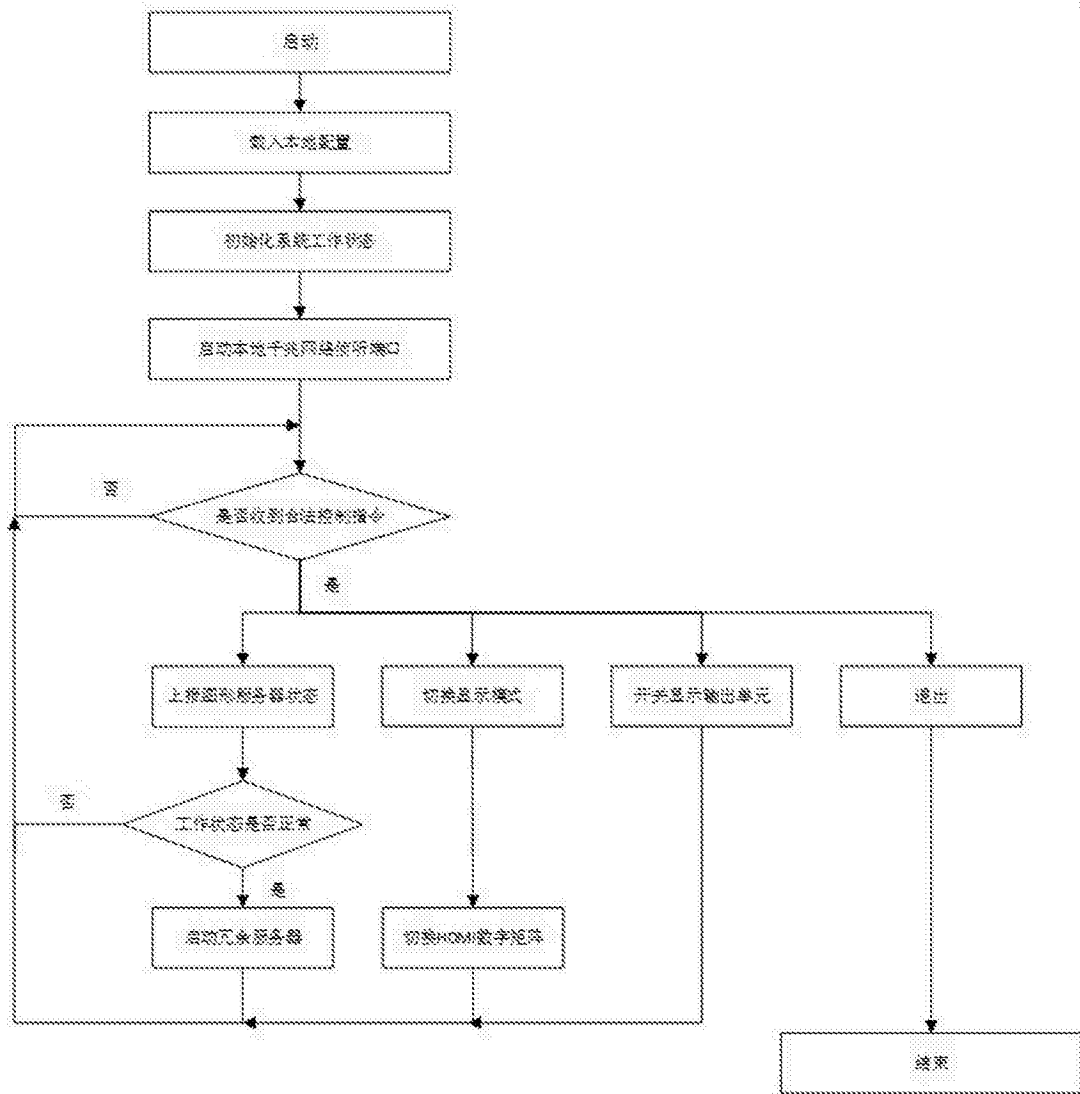 启动
载入本地配置
初始化系统工作状态
启动本地千兆网络侦听端口
否
是否收到合法控制指令
是
上报图形服务器状态
切换显示模式
开关显示输出单元
退出
否
工作状态是否正常
是
启动冗余服务器
切换HDMI数字矩阵
结束